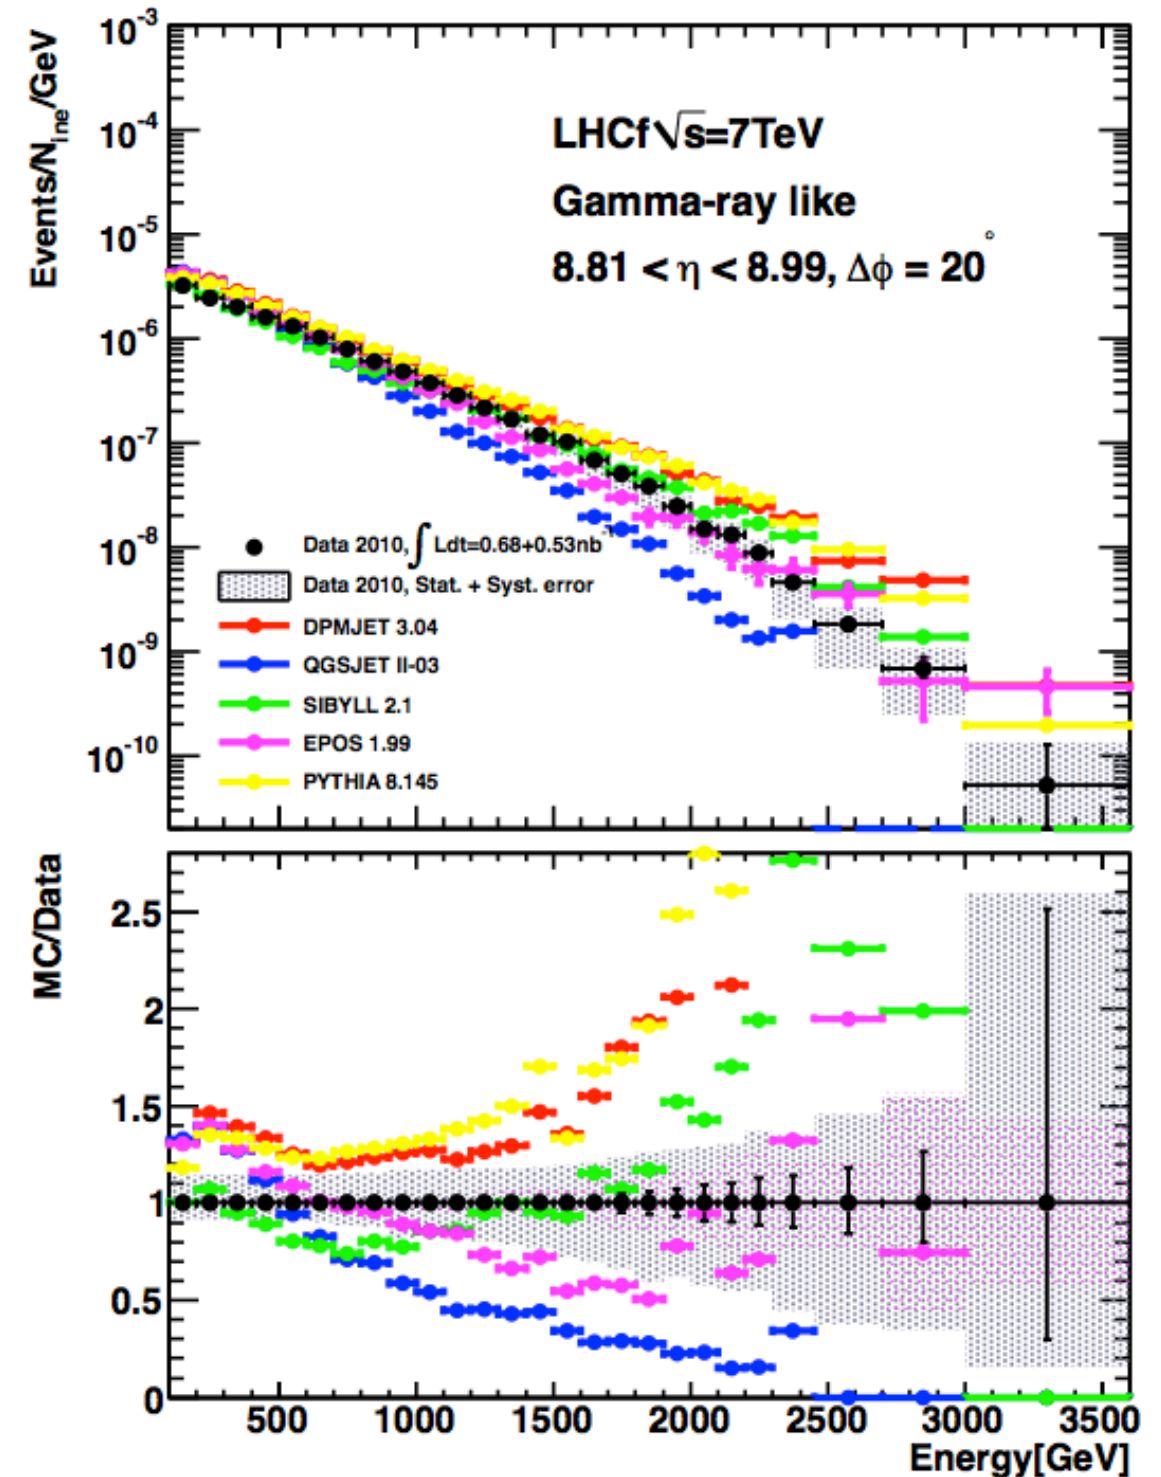 Events/N_ine/GeV
10^-3
10^-4
10^-5
10^-6
10^-7
10^-8
10^-9
10^-10
LHCf √s=7TeV
Gamma-ray like
8.81 < η < 8.99, Δϕ = 20°
Data 2010, ∫ Ldt=0.68+0.53nb
Data 2010, Stat. + Syst. error
DPMJET 3.04
QGSJET II-03
SIBYLL 2.1
EPOS 1.99
PYTHIA 8.145
MC/Data
2.5
2
1.5
1
0.5
0
500 1000 1500 2000 2500 3000 3500
Energy[GeV]